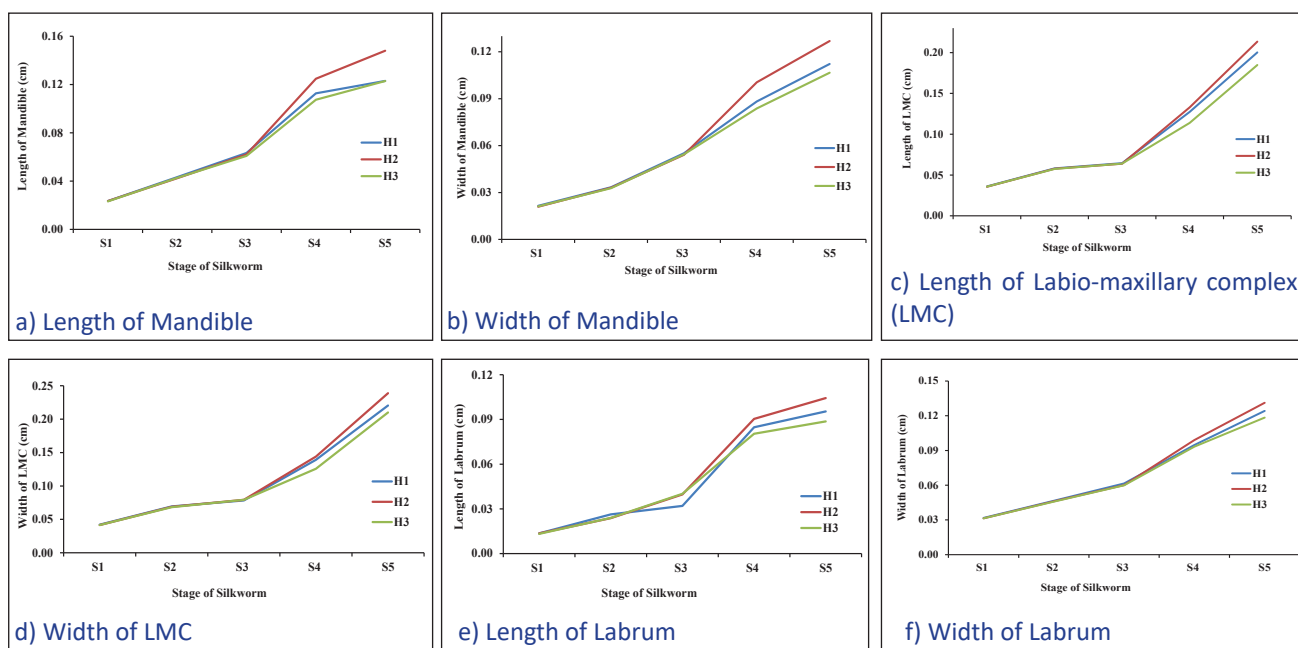 0.16
0.12
0.08
0.04
0.00
Length of Mandible (cm)
S1 S2 S3 S4 S5
Stage of Silkworm
H1
H2
H3
a) Length of Mandible
0.12
0.09
0.06
0.03
0.00
Width of Mandible (cm)
S1 S2 S3 S4 S5
Stage of Silkworm
H1
H2
H3
b) Width of Mandible
0.20
0.15
0.10
0.05
0.00
Length of LMC (cm)
S1 S2 S3 S4 S5
Stage of Silkworm
H1
H2
H3
c) Length of Labio-maxillary complex
(LMC)
0.25
0.20
0.15
0.10
0.05
0.00
Width of LMC (cm)
S1 S2 S3 S4 S5
Stage of Silkworm
H1
H2
H3
d) Width of LMC
0.12
0.09
0.06
0.03
0.00
Length of Labrum (cm)
S1 S2 S3 S4 S5
Stage of Silkworm
H1
H2
H3
e) Length of Labrum
0.15
0.12
0.09
0.06
0.03
0.00
Width of Labrum (cm)
S1 S2 S3 S4 S5
Stage of Silkworm
H1
H2
H3
f) Width of Labrum